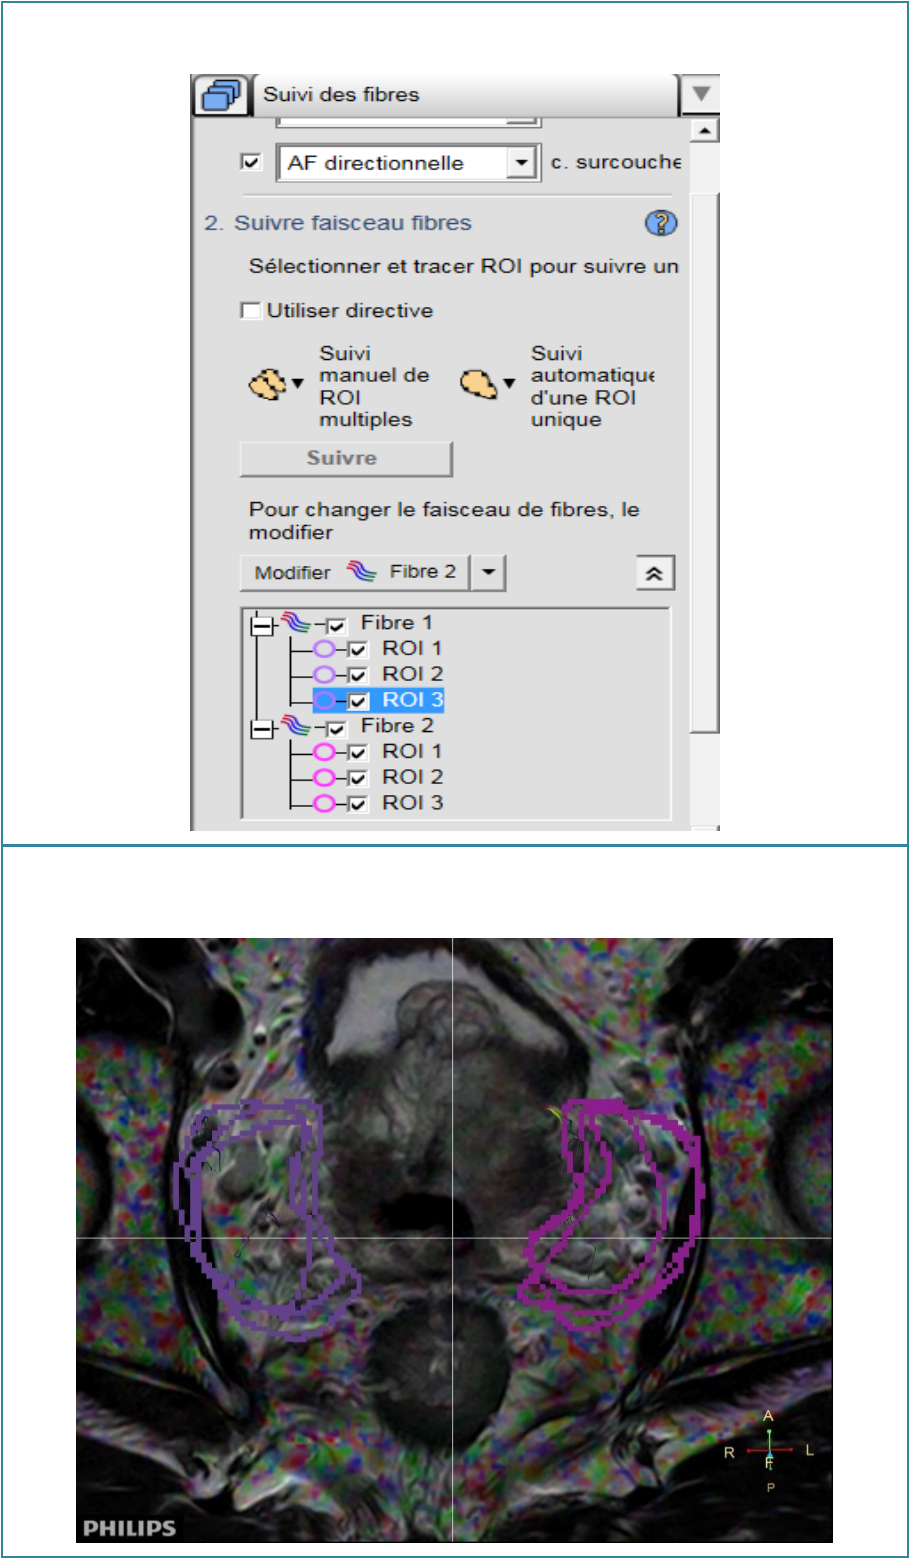 Suivi des fibres
AF directionnelle
c. surcouche
2. Suivre faisceau fibres
Sélectionner et tracer ROI pour suivre un
Utiliser directive
Suivi
manuel de
ROI
multiples
Suivi
automatique
d'une ROI
unique
Suivre
Pour changer le faisceau de fibres, le
modifier
Modifier Fibre 2
Fibre 1
ROI 1
ROI 2
ROI 3
Fibre 2
ROI 1
ROI 2
ROI 3
A
R L
F
P
PHILIPS